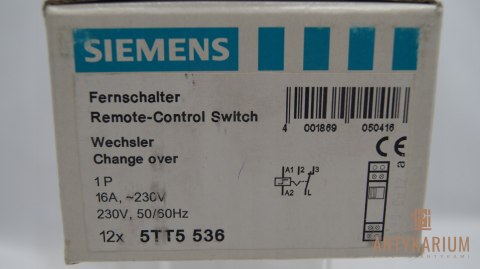 SIEMENS
Fernschalter
Remote-Control Switch
4 001869 050416
Wechsler
Change over
A1 2 3
A2 L
1 P
16A, ~230V
230V, 50/60Hz
12x 5TT5 536
CE
a
ANTYKARIUM